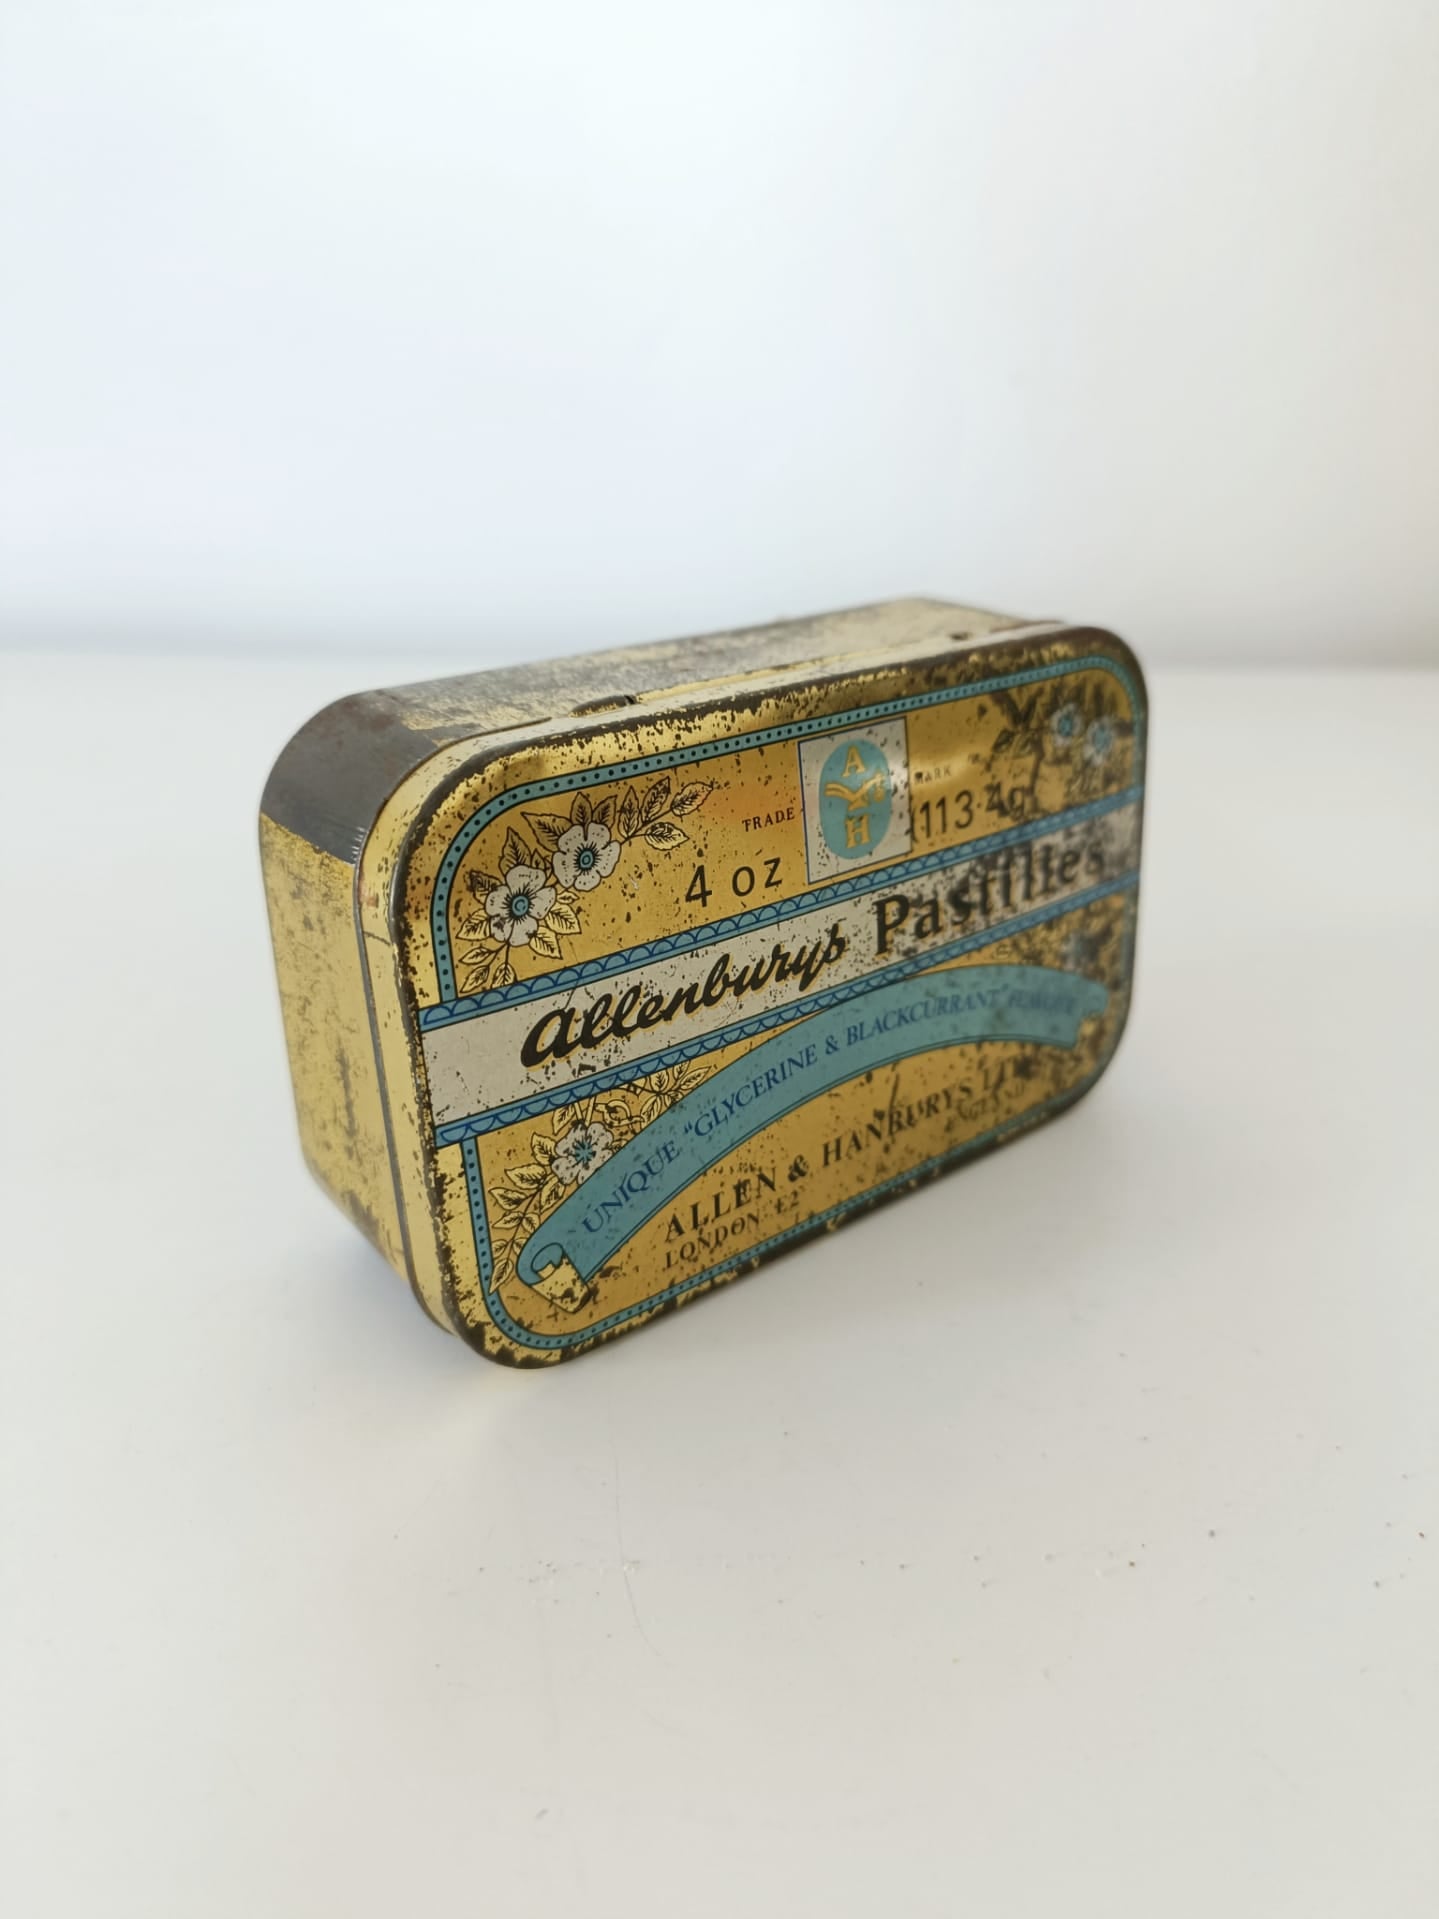 TRADE
A&H
MARK
4 oz
113·4g
Allenburys Pastilles
UNIQUE "GLYCERINE & BLACKCURRANT" FLAVOUR
ALLEN & HANBURYS LTD
LONDON E2
ENGLAND